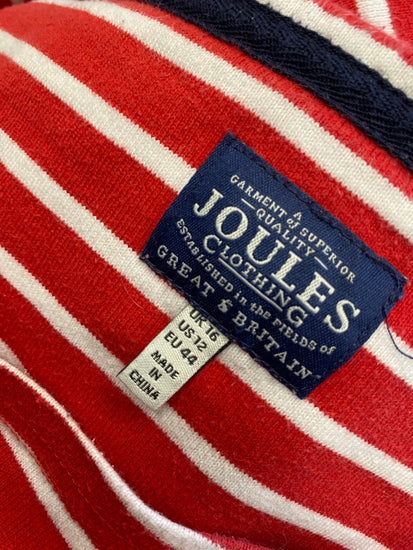 A
GARMENT of SUPERIOR
QUALITY
JOULES
CLOTHING
ESTABLISHED in the FIELDS of
GREAT & BRITAIN
UK 16
US 12
EU 44
MADE
IN
CHINA